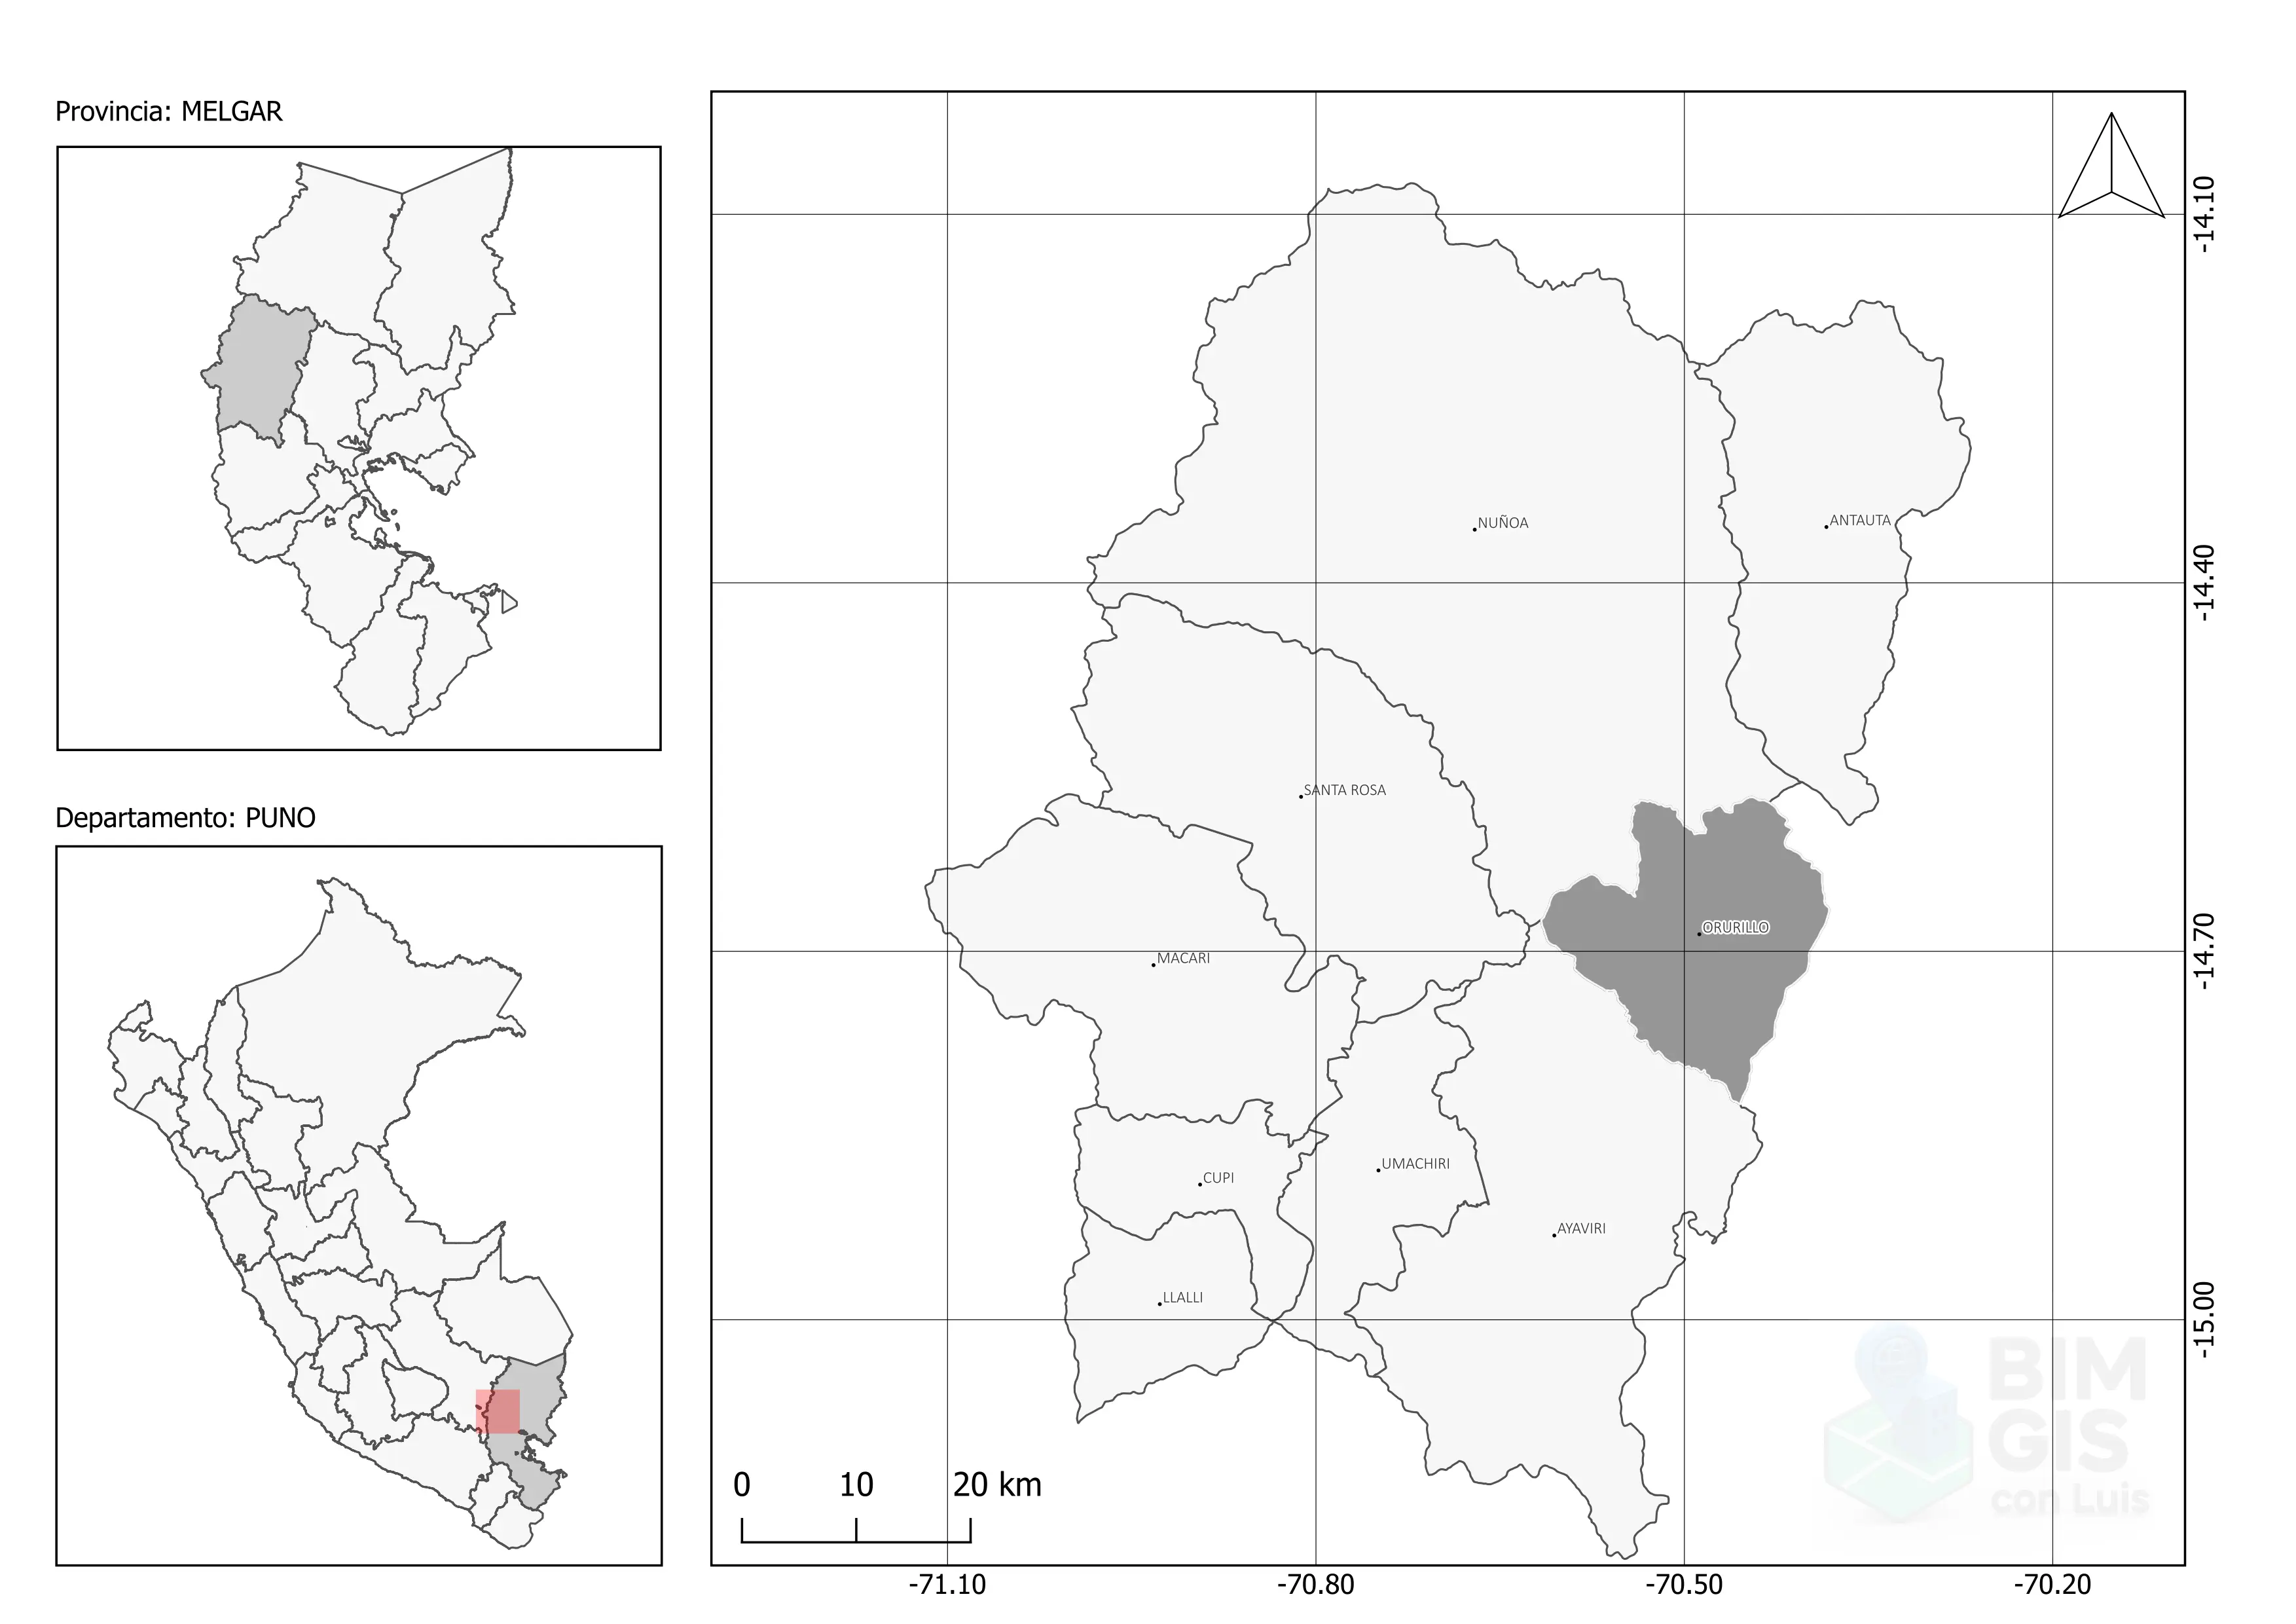 Provincia: MELGAR
Departamento: PUNO
NUÑOA
ANTAUTA
SANTA ROSA
ORURILLO
MACARI
UMACHIRI
CUPI
AYAVIRI
LLALLI
0 10 20 km
-14.10
-14.40
-14.70
-15.00
-71.10 -70.80 -70.50 -70.20
BIM
GIS
con Luis